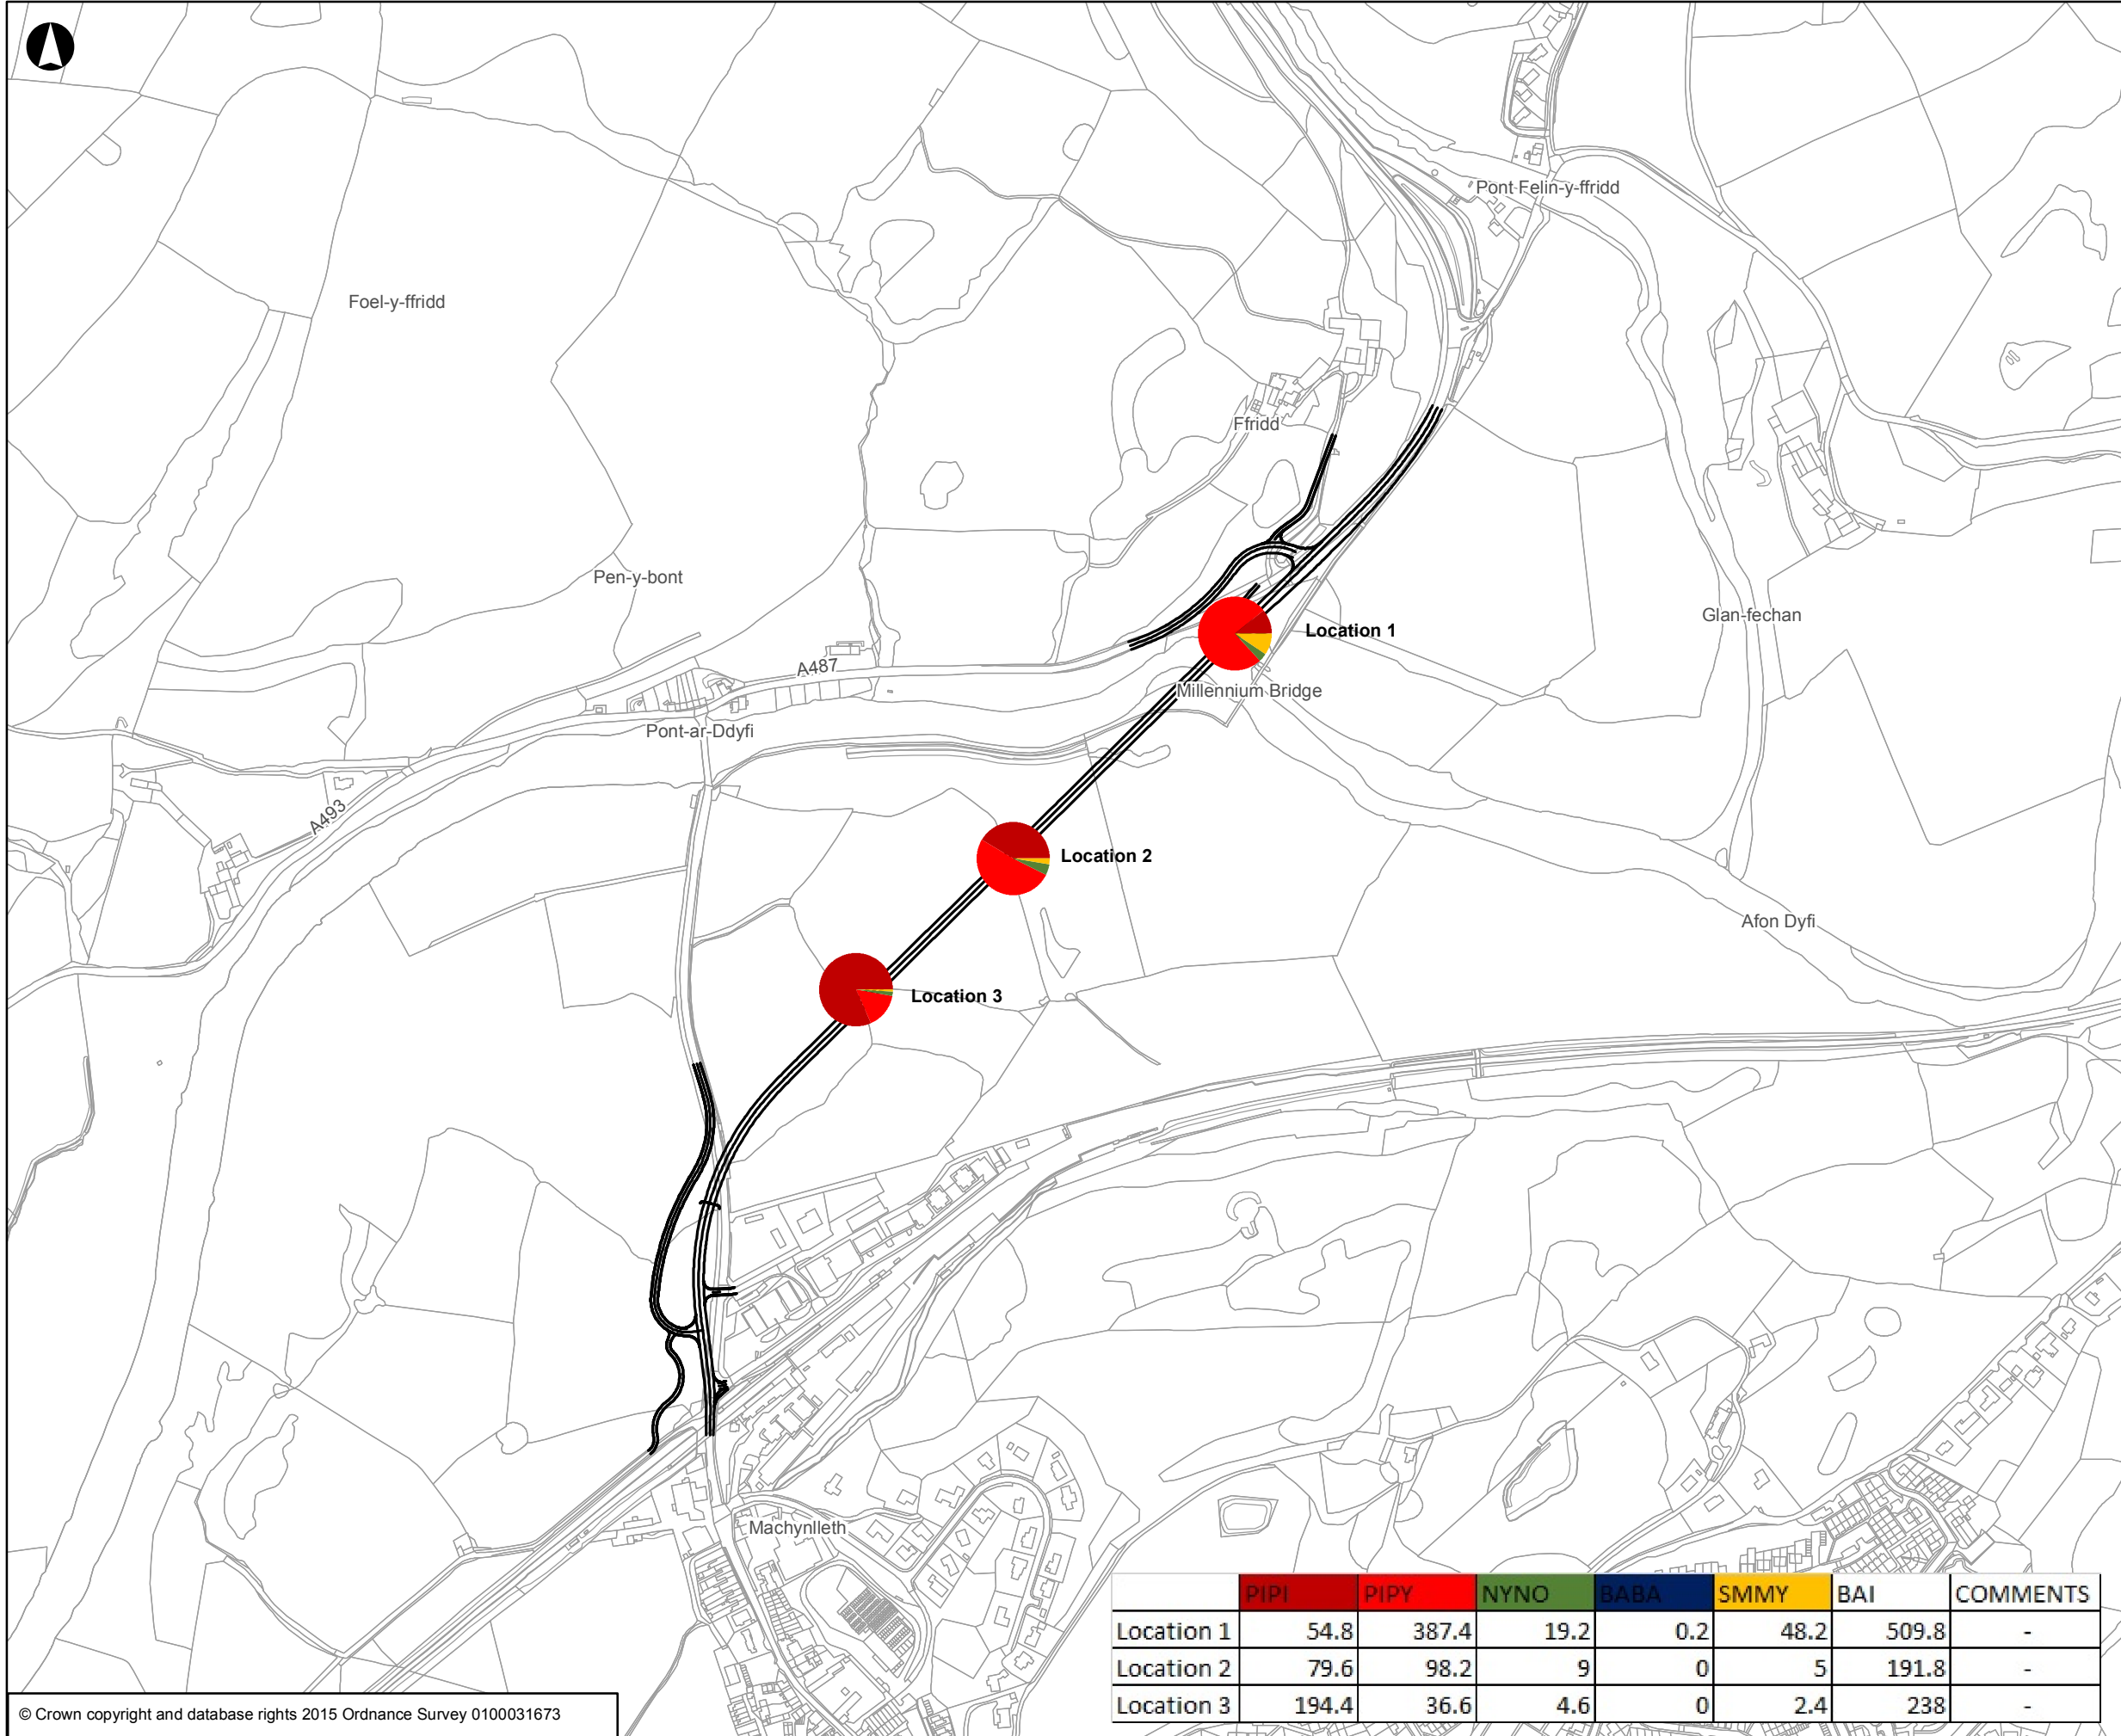 Pont Felin-y-ffridd
Foel-y-ffridd
Ffridd
Pen-y-bont
Glan-fechan
Location 1
A487
Millennium Bridge
Pont-ar-Ddyfi
A493
Location 2
Afon Dyfi
Location 3
Machynlleth
PIPI PIPY NYNO BABA SMMY BAI COMMENTS
Location 1 54.8 387.4 19.2 0.2 48.2 509.8 -
Location 2 79.6 98.2 9 0 5 191.8 -
Location 3 194.4 36.6 4.6 0 2.4 238 -
© Crown copyright and database rights 2015 Ordnance Survey 0100031673